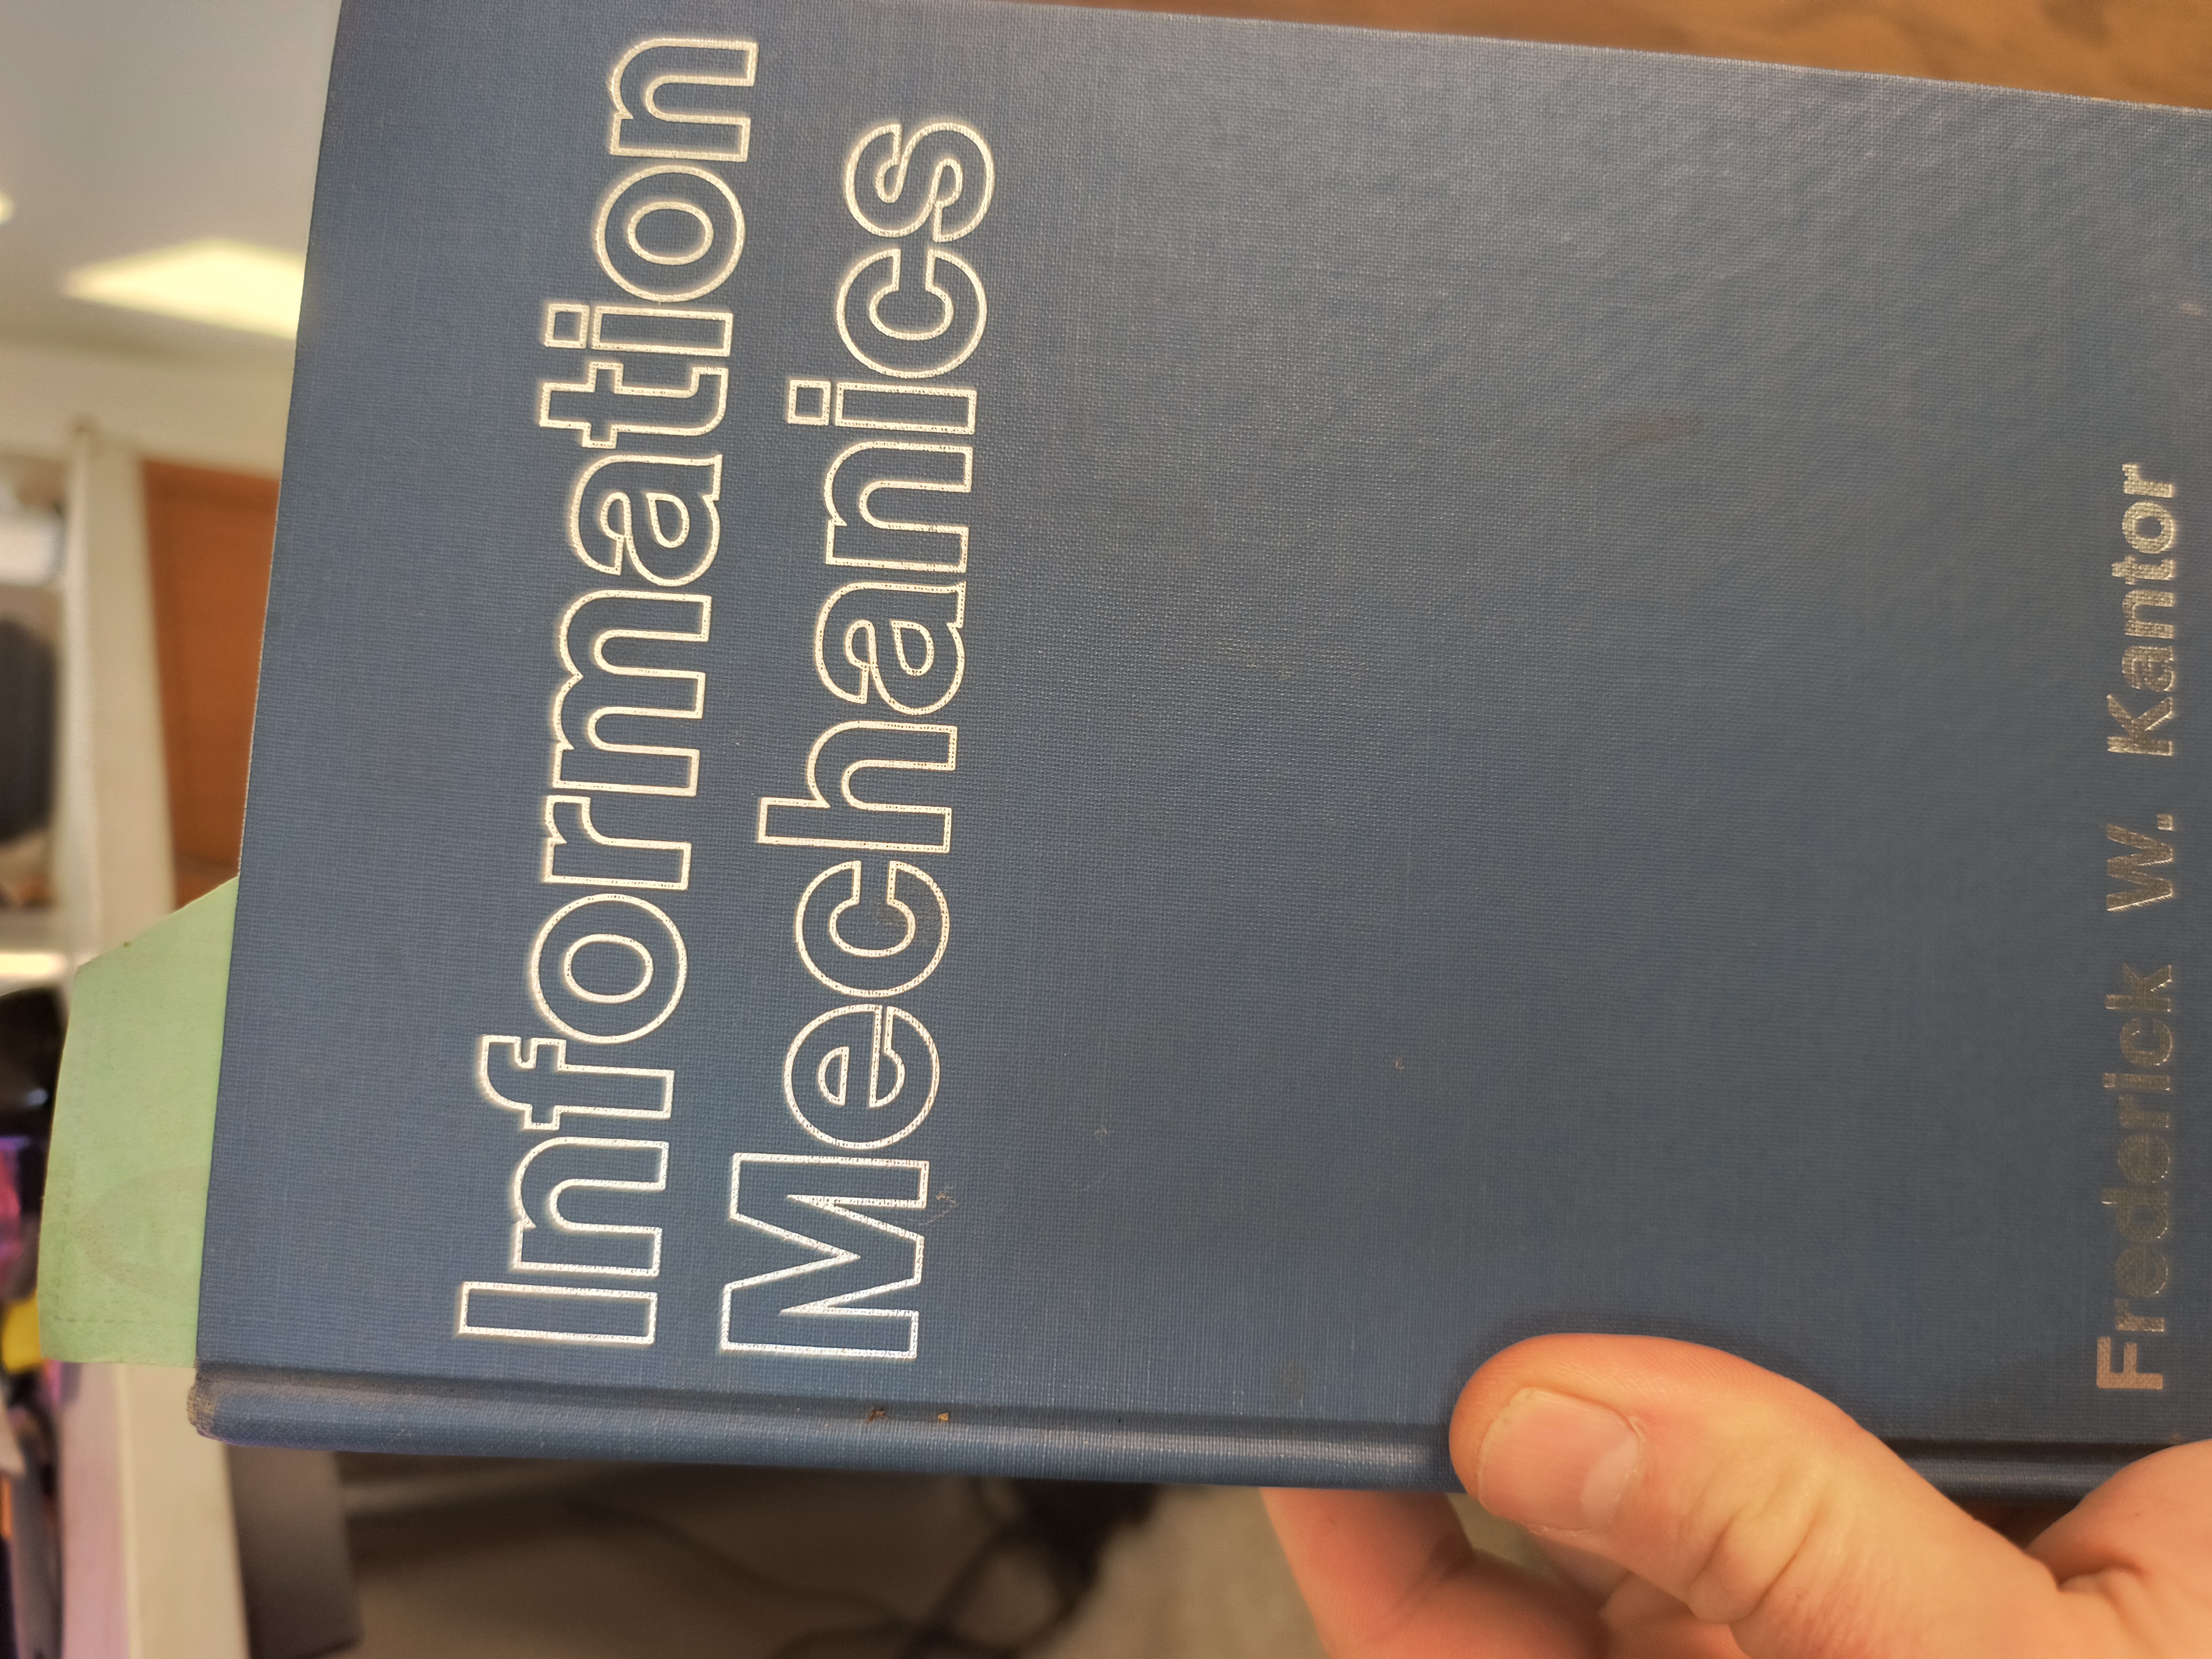 Information
Mechanics
Frederick W. Kantor